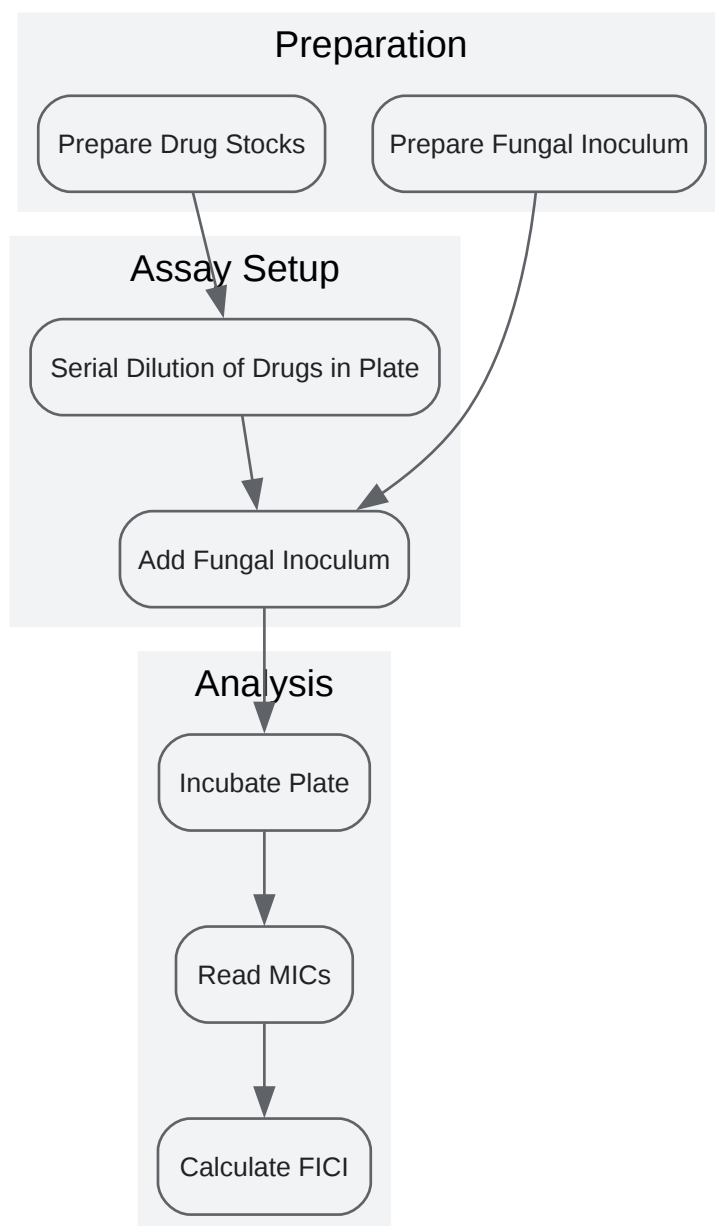 Preparation
Prepare Drug Stocks
Prepare Fungal Inoculum
Assay Setup
Serial Dilution of Drugs in Plate
Add Fungal Inoculum
Analysis
Incubate Plate
Read MICs
Calculate FICI